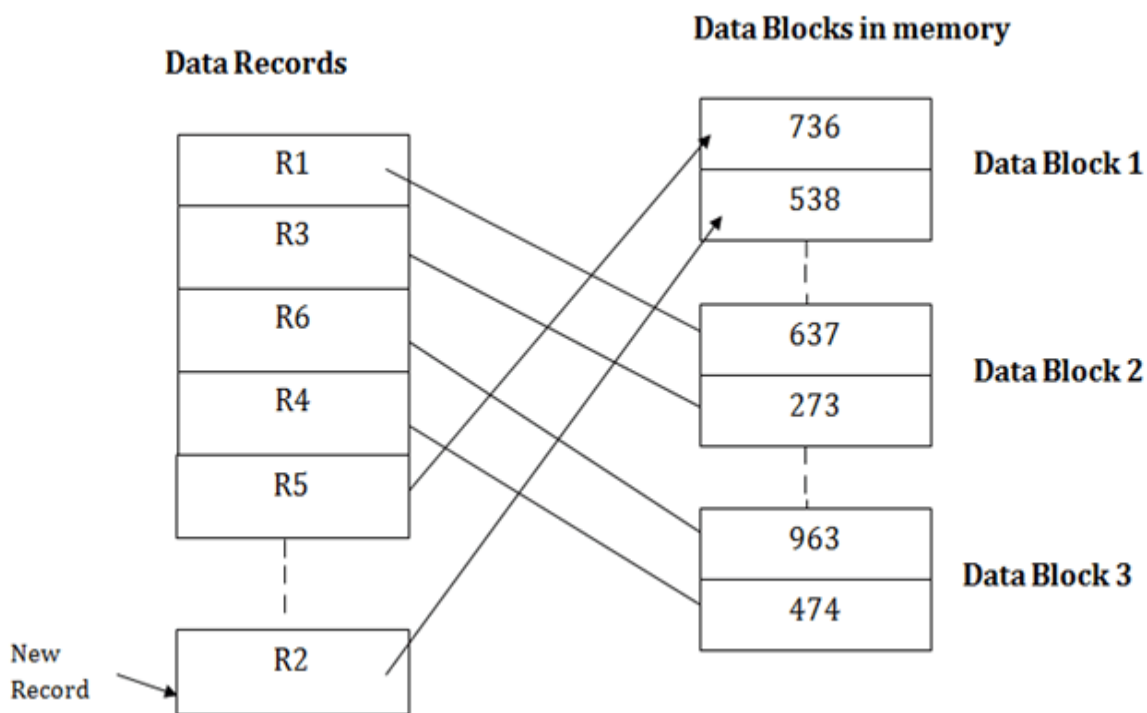 Data Records
R1
R3
R6
R4
R5
R2
New
Record
Data Blocks in memory
736
538
Data Block 1
637
273
Data Block 2
963
474
Data Block 3